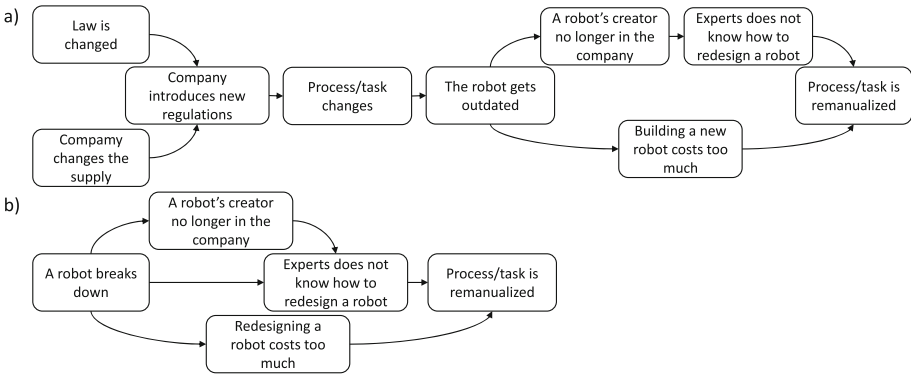 a)
Law is
changed
Compamy
changes the
supply
Company
introduces new
regulations
Process/task
changes
The robot gets
outdated
A robot's creator
no longer in the
company
Experts does not
know how to
redesign a robot
Building a new
robot costs too
much
Process/task is
remanualized
b)
A robot breaks
down
A robot's creator
no longer in the
company
Experts does not
know how to
redesign a robot
Redesigning a
robot costs too
much
Process/task is
remanualized